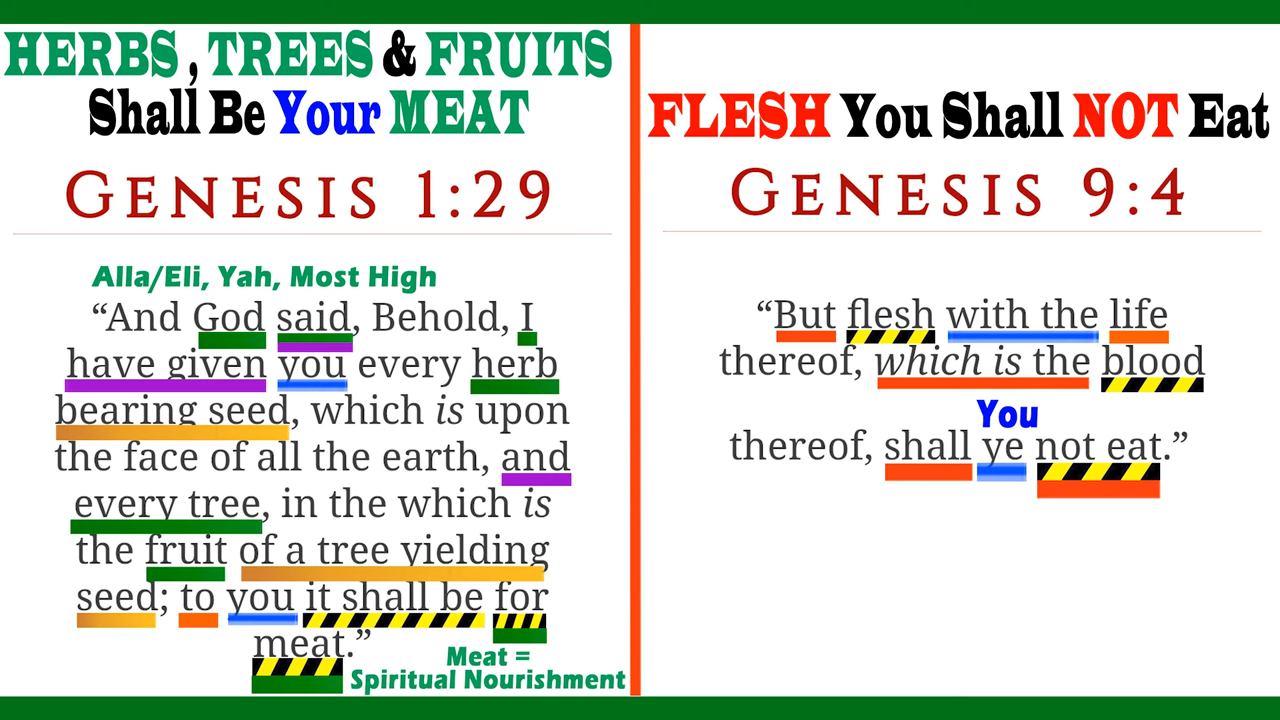 HERBS, TREES & FRUITS
Shall Be Your MEAT
GENESIS 1:29
Alla/Eli, Yah, Most High
“And God said, Behold, I
have given you every herb
bearing seed, which is upon
the face of all the earth, and
every tree, in the which is
the fruit of a tree yielding
seed; to you it shall be for
meat.”
Meat =
Spiritual Nourishment
FLESH You Shall NOT Eat
GENESIS 9:4
“But flesh with the life
thereof, which is the blood
You
thereof, shall ye not eat.”